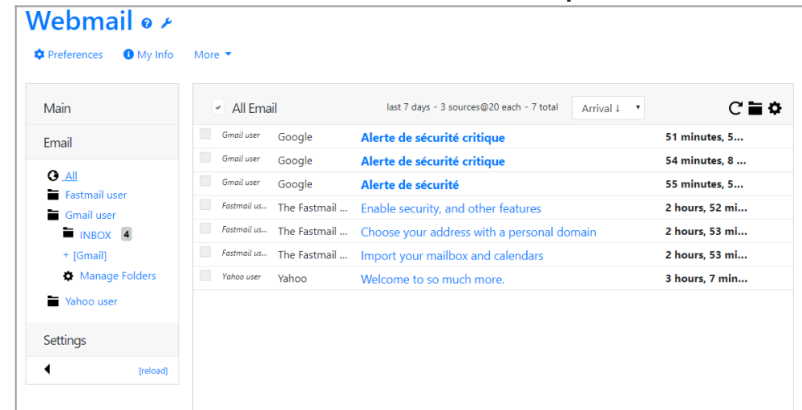 Webmail
Preferences My Info More
Main
Email
All
Fastmail user
Gmail user
INBOX 4
+ [Gmail]
Manage Folders
Yahoo user
Settings
[reload]
All Email last 7 days - 3 sources@20 each - 7 total Arrival ↓
Gmail user Google Alerte de sécurité critique 51 minutes, 5...
Gmail user Google Alerte de sécurité critique 54 minutes, 8 ...
Gmail user Google Alerte de sécurité 55 minutes, 5...
Fastmail us... The Fastmail ... Enable security, and other features 2 hours, 52 mi...
Fastmail us... The Fastmail ... Choose your address with a personal domain 2 hours, 53 mi...
Fastmail us... The Fastmail ... Import your mailbox and calendars 2 hours, 53 mi...
Yahoo user Yahoo Welcome to so much more. 3 hours, 7 min...